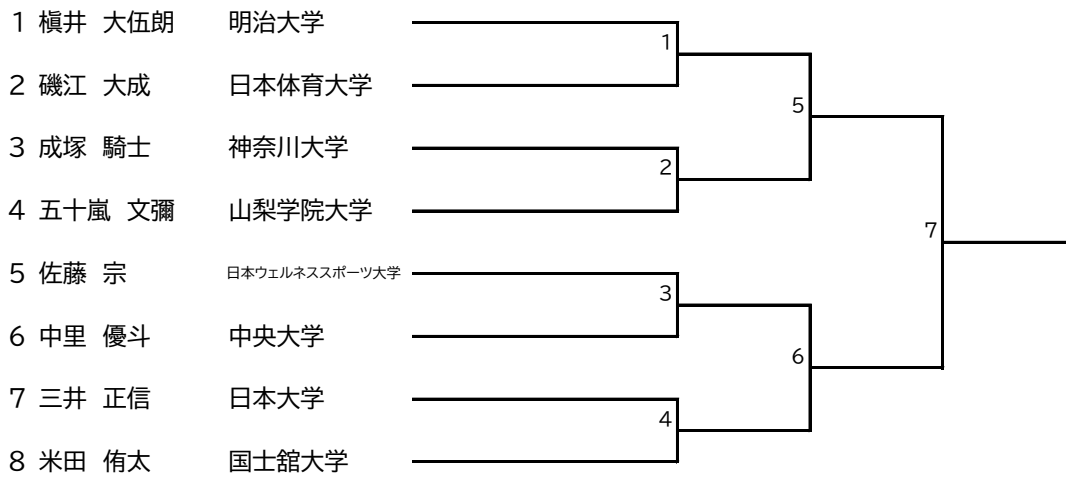 1 槇井 大伍朗 明治大学
1
2 磯江 大成 日本体育大学
5
3 成塚 騎士 神奈川大学
2
4 五十嵐 文彌 山梨学院大学
7
5 佐藤 宗 日本ウェルネススポーツ大学
3
6 中里 優斗 中央大学
6
7 三井 正信 日本大学
4
8 米田 侑太 国士舘大学